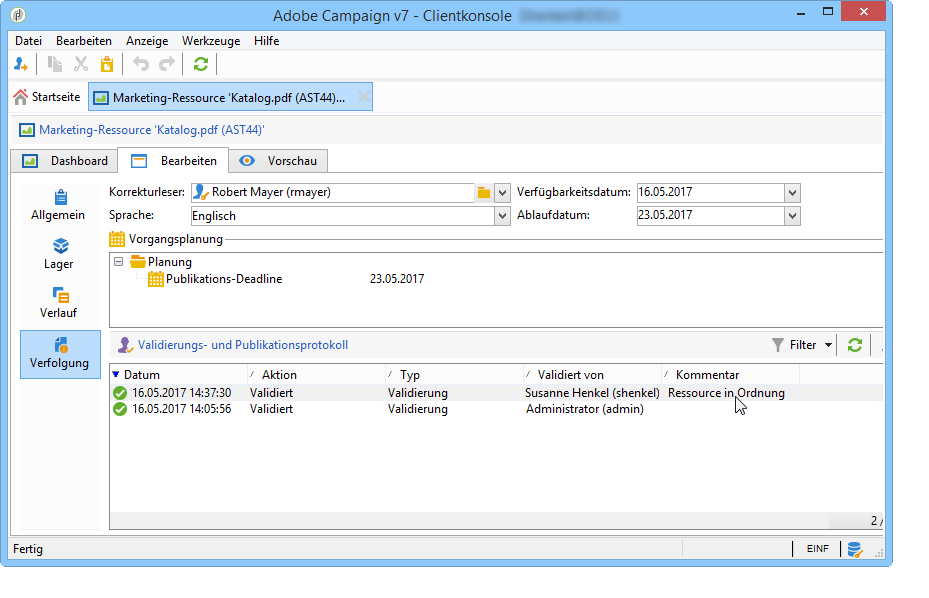 Adobe Campaign v7 - Clientkonsole
Datei Bearbeiten Anzeige Werkzeuge Hilfe
Startseite Marketing-Ressource 'Katalog.pdf (AST44)...
Marketing-Ressource 'Katalog.pdf (AST44)'
Dashboard Bearbeiten Vorschau
Allgemein
Lager
Verlauf
Verfolgung
Korrekturleser: Robert Mayer (rmayer) Verfügbarkeitsdatum: 16.05.2017
Sprache: Englisch Ablaufdatum: 23.05.2017
Vorgangsplanung
Planung
Publikations-Deadline 23.05.2017
Validierungs- und Publikationsprotokoll Filter
Datum Aktion Typ Validiert von Kommentar
16.05.2017 14:37:30 Validiert Validierung Susanne Henkel (shenkel) Ressource in Ordnung
16.05.2017 14:05:56 Validiert Validierung Administrator (admin)
2 /
Fertig EINF